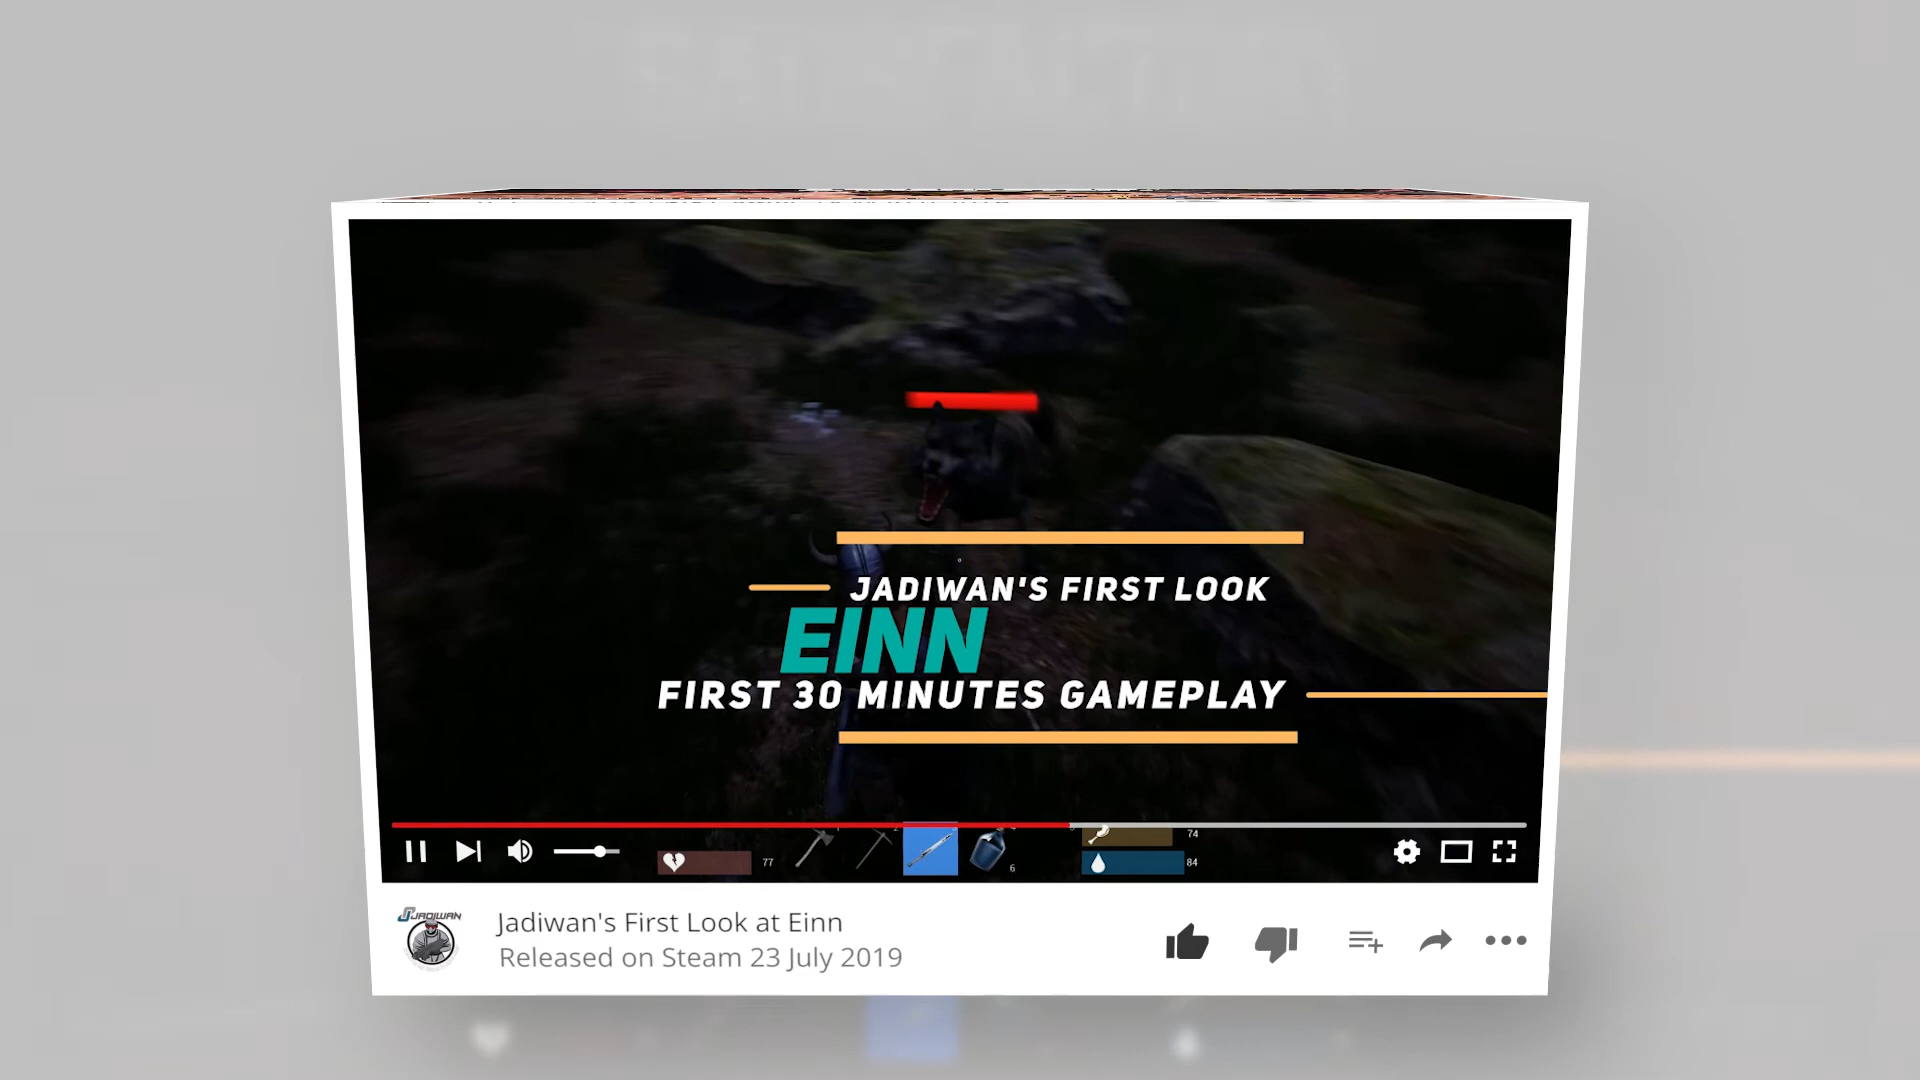 JADIWAN'S FIRST LOOK
EINN
FIRST 30 MINUTES GAMEPLAY
77
6
74
84
JADIWAN
Jadiwan's First Look at Einn
Released on Steam 23 July 2019